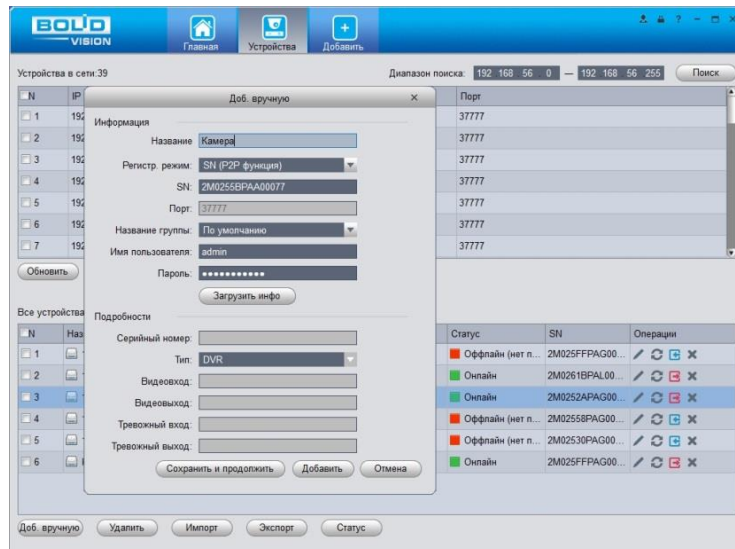 BOLID
VISION
Главная
Устройства
Добавить
Устройства в сети:39
Диапазон поиска: 192 168 56 . 0 — 192 168 56 255 Поиск
N IP Порт
1 192 37777
2 192 37777
3 192 37777
4 192 37777
5 192 37777
6 192 37777
7 192 37777
Доб. вручную
Информация
Название Камера
Регистр. режим: SN (P2P функция)
SN: 2M0255BPAA00077
Порт: 37777
Название группы: По умолчанию
Имя пользователя: admin
Пароль: •••••••••••
Загрузить инфо
Подробности
Серийный номер:
Тип: DVR
Видеовход:
Видеовыход:
Тревожный вход:
Тревожный выход:
Сохранить и продолжить Добавить Отмена
Обновить
Все устройства
N Наз Статус SN Операции
1 Оффлайн (нет п... 2M025FFPAG00...
2 Онлайн 2M0261BPAL00...
3 Онлайн 2M0252APAG00...
4 Оффлайн (нет п... 2M02558PAG00...
5 Оффлайн (нет п... 2M02530PAG00...
6 Онлайн 2M025FFPAG00...
Доб. вручную Удалить Импорт Экспорт Статус